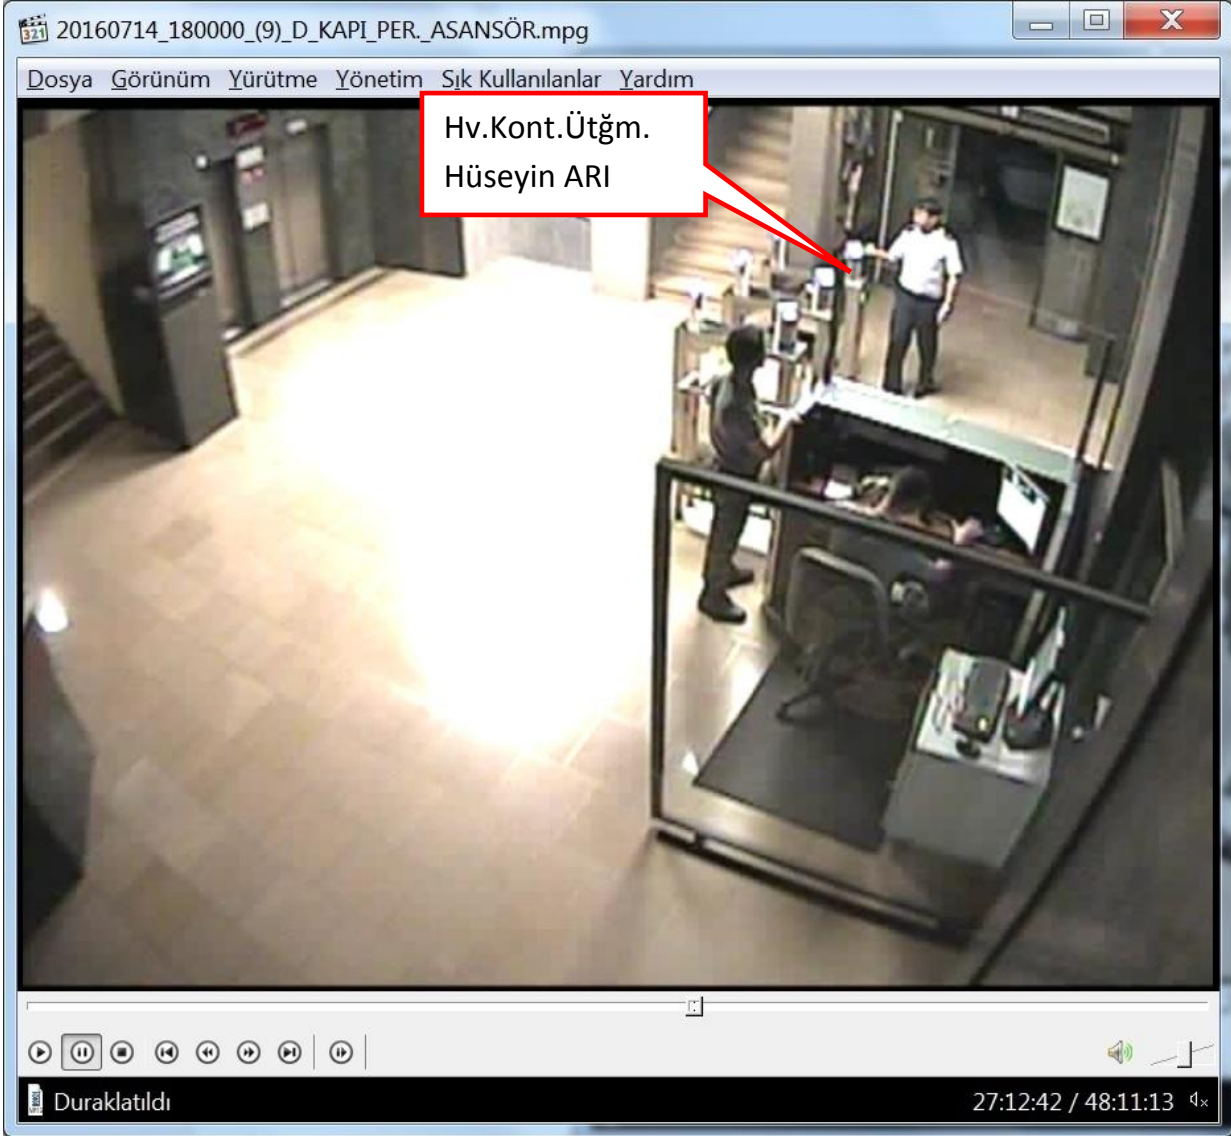 20160714_180000_(9)_D_KAPI_PER._ASANSÖR.mpg
Dosya Görünüm Yürütme Yönetim Sık Kullanılanlar Yardım
Hv.Kont.Ütğm.
Hüseyin ARI
Duraklatıldı
27:12:42 / 48:11:13